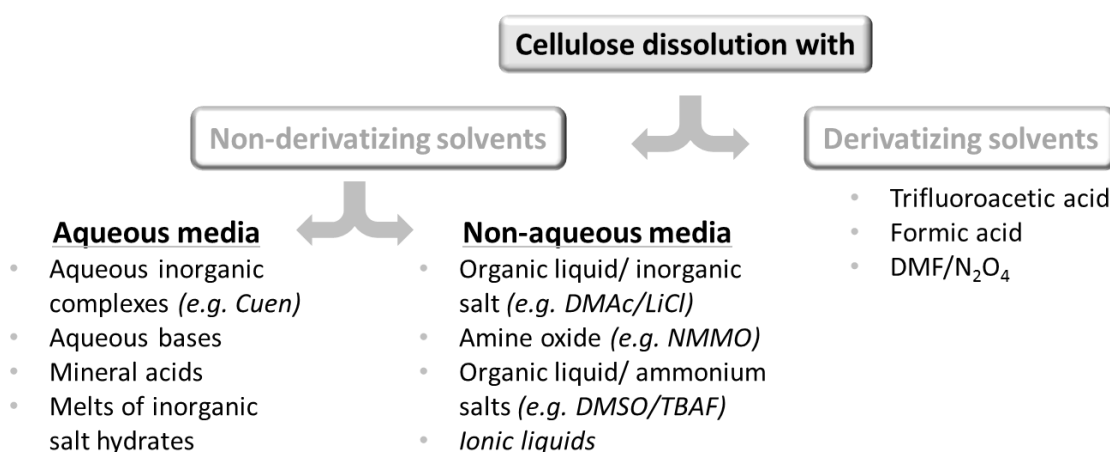 Cellulose dissolution with
Non-derivatizing solvents
Derivatizing solvents
Aqueous media
• Aqueous inorganic
complexes (e.g. Cuen)
• Aqueous bases
• Mineral acids
• Melts of inorganic
salt hydrates
Non-aqueous media
• Organic liquid/ inorganic
salt (e.g. DMAc/LiCl)
• Amine oxide (e.g. NMMO)
• Organic liquid/ ammonium
salts (e.g. DMSO/TBAF)
• Ionic liquids
• Trifluoroacetic acid
• Formic acid
• DMF/N₂O₄